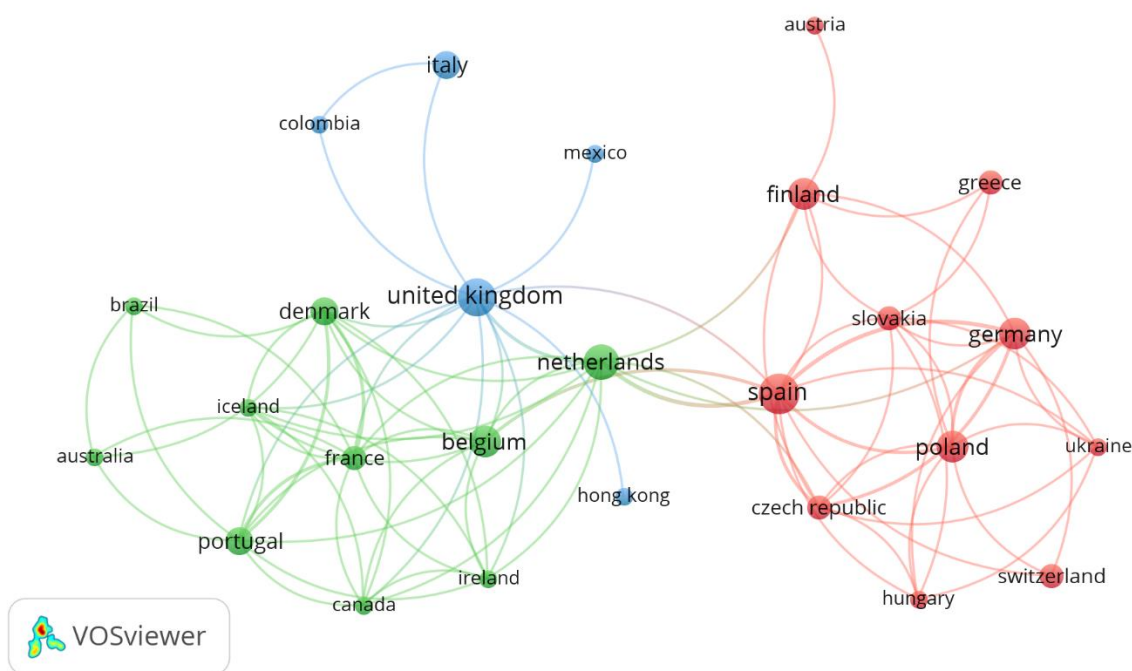 austria
italy
colombia
mexico
finland
greece
united kingdom
brazil
denmark
slovakia
germany
netherlands
spain
iceland
belgium
poland
ukraine
australia
france
hong kong
czech republic
portugal
ireland
switzerland
canada
hungary
VOSviewer